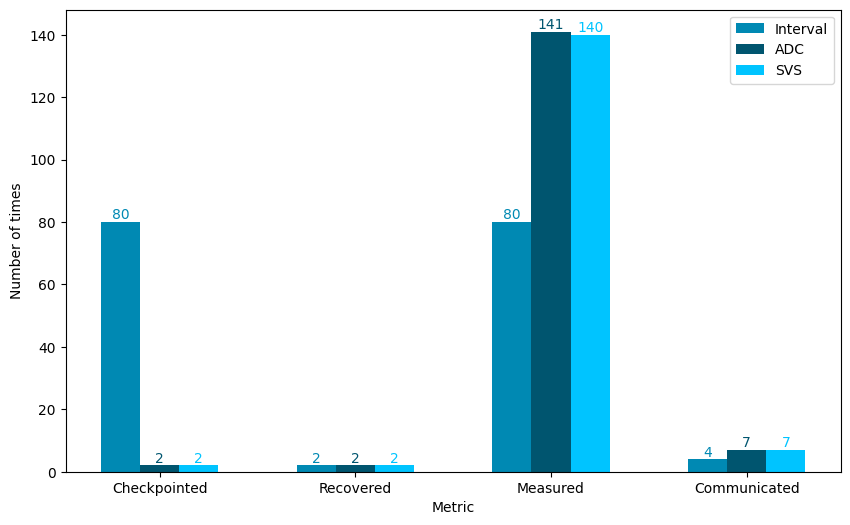 Interval
ADC
SVS
Number of times
140
120
100
80
60
40
20
0
80
2
2
2
2
2
80
141
140
4
7
7
Checkpointed
Recovered
Measured
Communicated
Metric